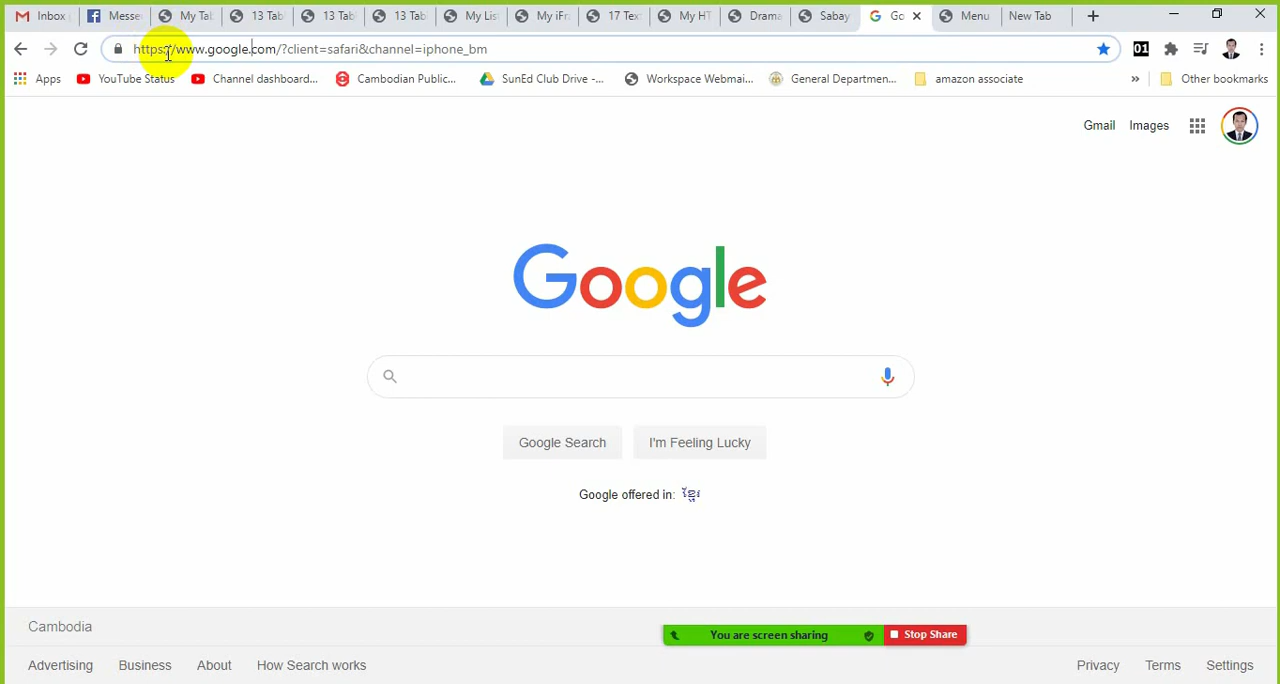 Inbox Messe My Tab 13 Tab 13 Tab 13 Tab My List My iFr 17 Text My HT Drama Sabay Go Menu New Tab
https://www.google.com/?client=safari&channel=iphone_bm 01
Apps YouTube Status Channel dashboard... Cambodian Public... SunEd Club Drive -... Workspace Webmai... General Departmen... amazon associate » Other bookmarks
Gmail Images
Google
Google Search I'm Feeling Lucky
Google offered in: ខ្មែរ
Cambodia
You are screen sharing Stop Share
Advertising Business About How Search works Privacy Terms Settings